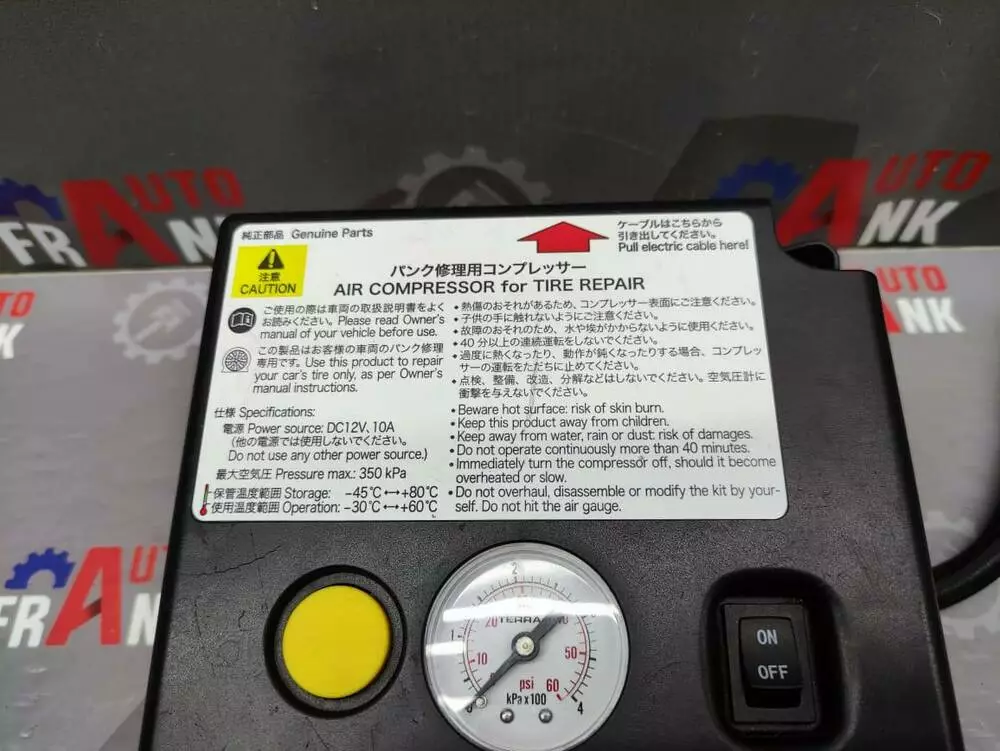 AUTO
FRANK
AUTO
ANK
純正部品 Genuine Parts
ケーブルはこちらから
引き出してください。
Pull electric cable here!
注意
CAUTION
パンク修理用コンプレッサー
AIR COMPRESSOR for TIRE REPAIR
ご使用の際は車両の取扱説明書をよく
お読みください。Please read Owner's
manual of your vehicle before use.
この製品はお客様の車両のパンク修理
専用です。Use this product to repair
your car's tire only, as per Owner's
manual instructions.
仕様 Specifications:
電源 Power source: DC12V, 10A
(他の電源では使用しないでください。
Do not use any other power source.)
最大空気圧 Pressure max.: 350 kPa
保管温度範囲 Storage: −45℃↔+80℃
使用温度範囲 Operation: −30℃↔+60℃
• 熱傷のおそれがあるため、コンプレッサー表面にご注意ください。
• 子供の手に触れないようにご注意ください。
• 故障のおそれのため、水や埃がかからないように使用ください。
• 40分以上の連続運転をしないでください。
• 過度に熱くなったり、動作が鈍くなったりする場合、コンプレッ
サーの運転をただちに止めてください。
• 点検、整備、改造、分解などはしないでください。空気圧計に
衝撃を与えないでください。
• Beware hot surface: risk of skin burn.
• Keep this product away from children.
• Keep away from water, rain or dust: risk of damages.
• Do not operate continuously more than 40 minutes.
• Immediately turn the compressor off, should it become
overheated or slow.
• Do not overhaul, disassemble or modify the kit by your-
self. Do not hit the air gauge.
K
AUT
FRANK
2
1
20
10
50
psi 60
kPa x 100
0
4
ON
OFF